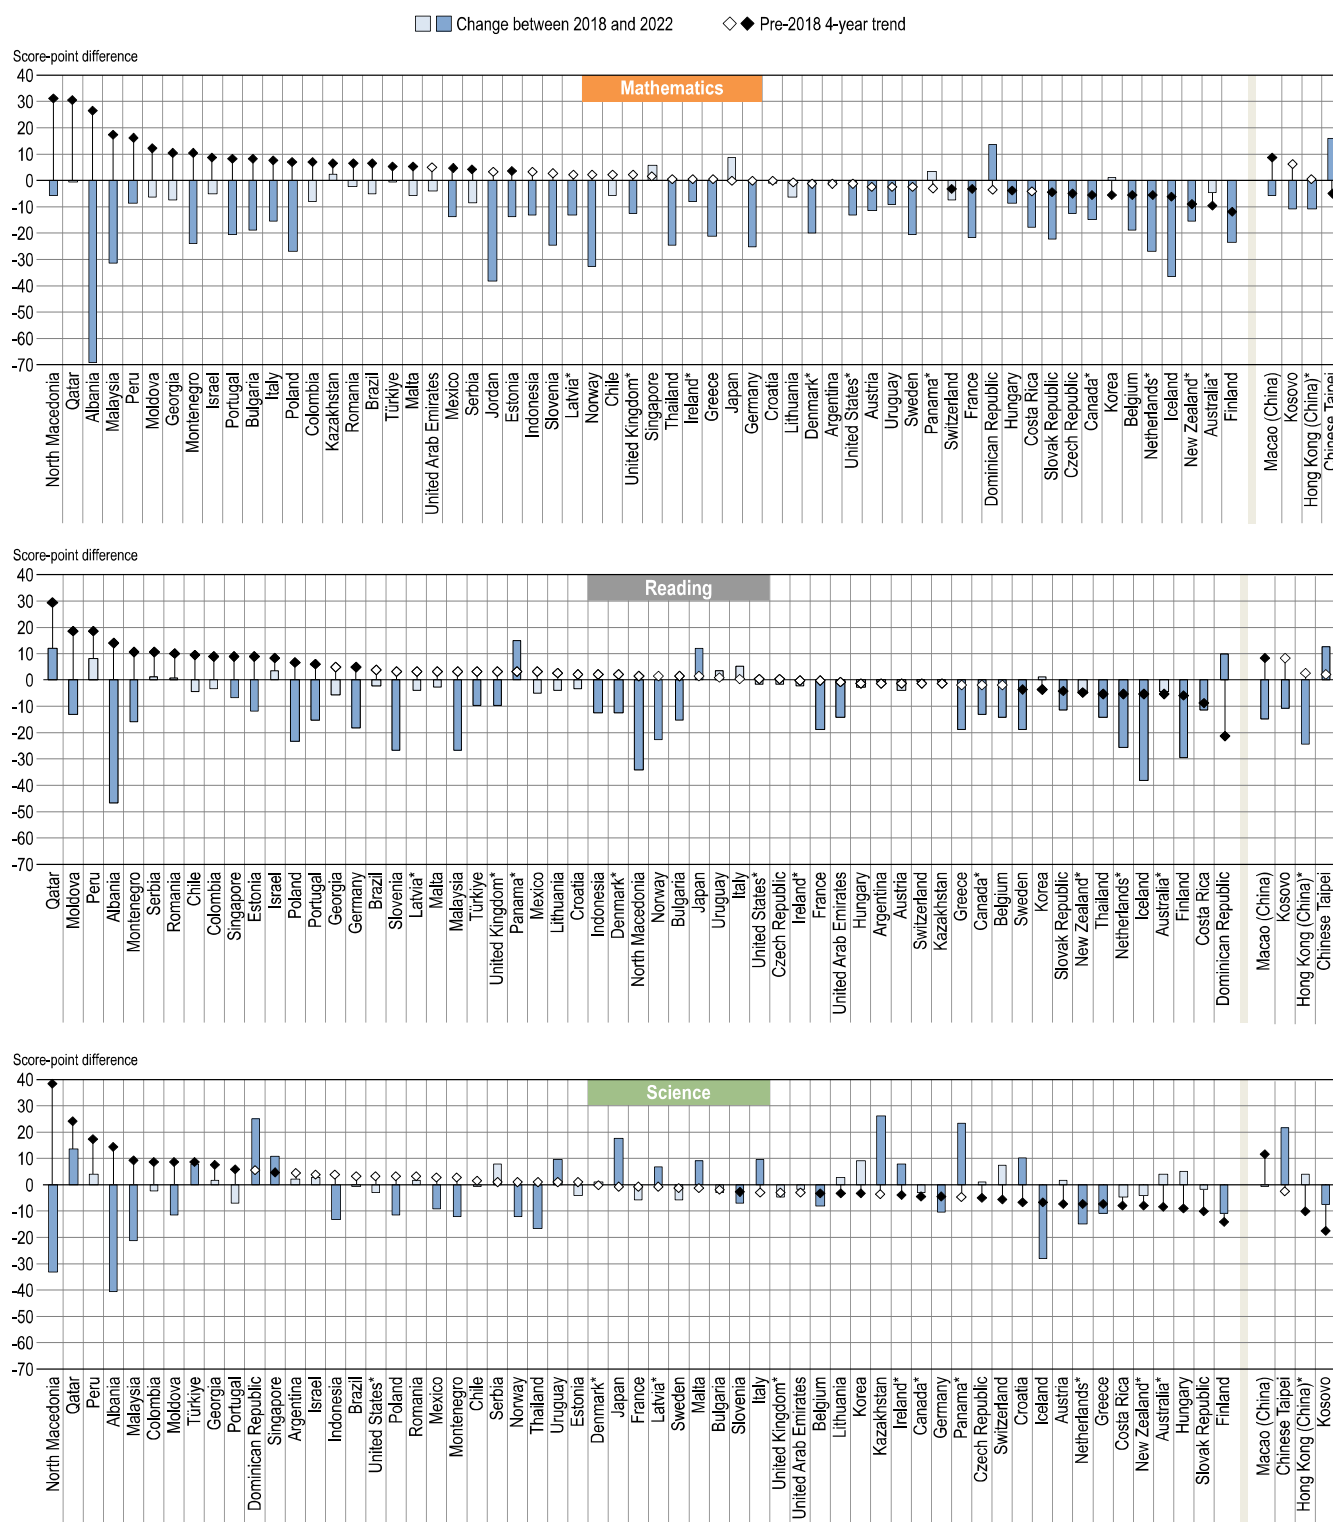 Change between 2018 and 2022 Pre-2018 4-year trend
Score-point difference
Mathematics
40
30
20
10
0
-10
-20
-30
-40
-50
-60
-70
North Macedonia
Qatar
Albania
Malaysia
Peru
Moldova
Georgia
Montenegro
Israel
Portugal
Bulgaria
Italy
Poland
Colombia
Kazakhstan
Romania
Brazil
Türkiye
Malta
United Arab Emirates
Mexico
Serbia
Jordan
Estonia
Indonesia
Slovenia
Latvia*
Norway
Chile
United Kingdom*
Singapore
Thailand
Ireland*
Greece
Japan
Germany
Croatia
Lithuania
Denmark*
Argentina
United States*
Austria
Uruguay
Sweden
Panama*
Switzerland
France
Dominican Republic
Hungary
Costa Rica
Slovak Republic
Czech Republic
Canada*
Korea
Belgium
Netherlands*
Iceland
New Zealand*
Australia*
Finland
Macao (China)
Kosovo
Hong Kong (China)*
Chinese Taipei
Score-point difference
Reading
40
30
20
10
0
-10
-20
-30
-40
-50
-60
-70
Qatar
Moldova
Peru
Albania
Montenegro
Serbia
Romania
Chile
Colombia
Singapore
Estonia
Israel
Poland
Portugal
Georgia
Germany
Brazil
Slovenia
Latvia*
Malta
Malaysia
Türkiye
United Kingdom*
Panama*
Mexico
Lithuania
Croatia
Indonesia
Denmark*
North Macedonia
Norway
Bulgaria
Japan
Uruguay
Italy
United States*
Czech Republic
Ireland*
France
United Arab Emirates
Hungary
Argentina
Austria
Switzerland
Kazakhstan
Greece
Canada*
Belgium
Sweden
Korea
Slovak Republic
New Zealand*
Thailand
Netherlands*
Iceland
Australia*
Finland
Costa Rica
Dominican Republic
Macao (China)
Kosovo
Hong Kong (China)*
Chinese Taipei
Score-point difference
Science
40
30
20
10
0
-10
-20
-30
-40
-50
-60
-70
North Macedonia
Qatar
Peru
Albania
Malaysia
Colombia
Moldova
Türkiye
Georgia
Portugal
Dominican Republic
Singapore
Argentina
Israel
Indonesia
Brazil
United States*
Poland
Romania
Mexico
Montenegro
Chile
Serbia
Norway
Thailand
Uruguay
Estonia
Denmark*
Japan
France
Latvia*
Sweden
Malta
Bulgaria
Slovenia
Italy
United Kingdom*
United Arab Emirates
Belgium
Lithuania
Korea
Kazakhstan
Ireland*
Canada*
Germany
Panama*
Czech Republic
Switzerland
Croatia
Iceland
Austria
Netherlands*
Greece
Costa Rica
New Zealand*
Australia*
Hungary
Slovak Republic
Finland
Macao (China)
Chinese Taipei
Hong Kong (China)*
Kosovo